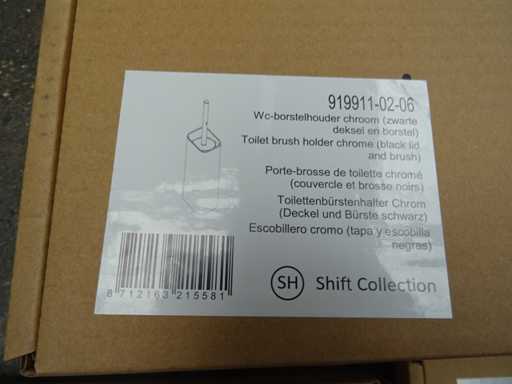 919911-02-06
Wc-borstelhouder chroom (zwarte
deksel en borstel)
Toilet brush holder chrome (black lid
and brush)
Porte-brosse de toilette chromé
(couvercle et brosse noirs)
Toilettenbürstenhalter Chrom
(Deckel und Bürste schwarz)
Escobillero cromo (tapa y escobilla
negras)
8 712163 215581
SH Shift Collection